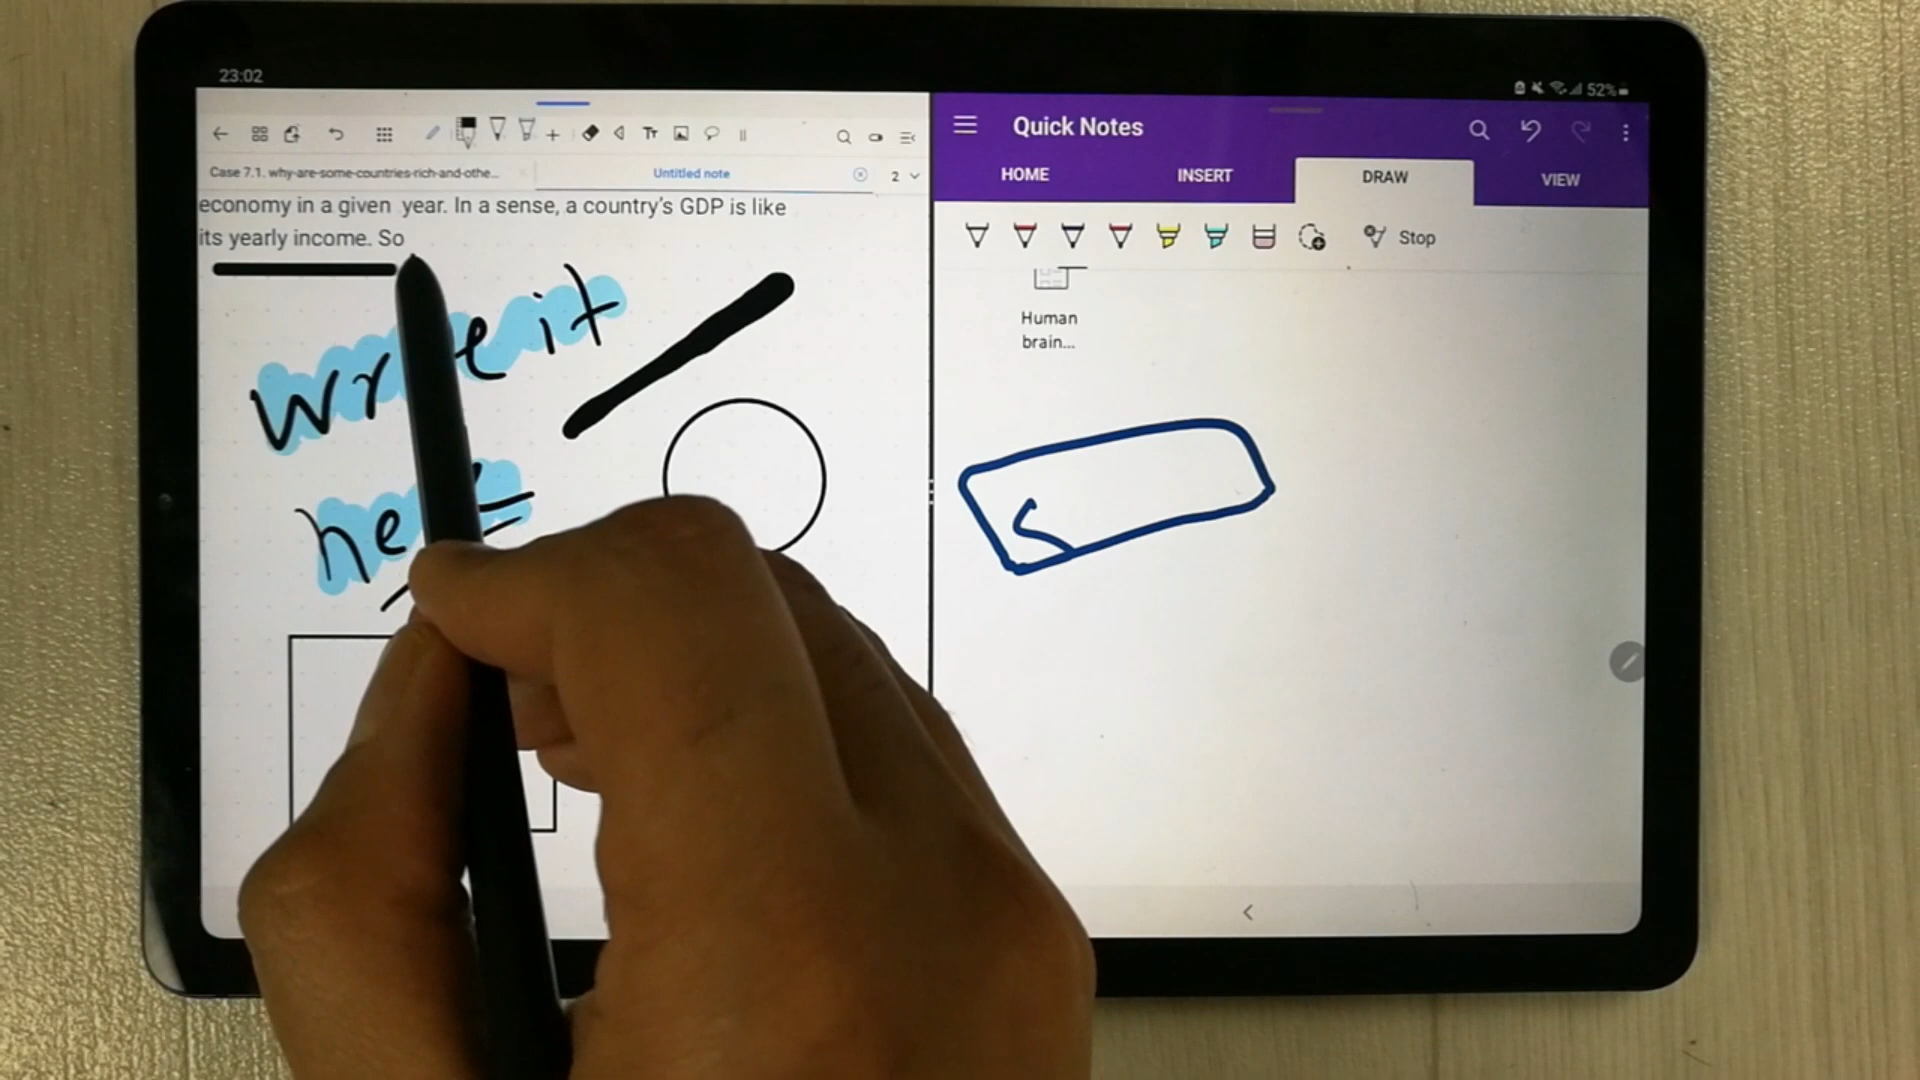 23:02
52%
Quick Notes
HOME INSERT DRAW VIEW
Tт
Case 7.1. why-are-some-countries-rich-and-othe...
Untitled note
2
Stop
economy in a given year. In a sense, a country's GDP is like
its yearly income. So
it
Human
brain...